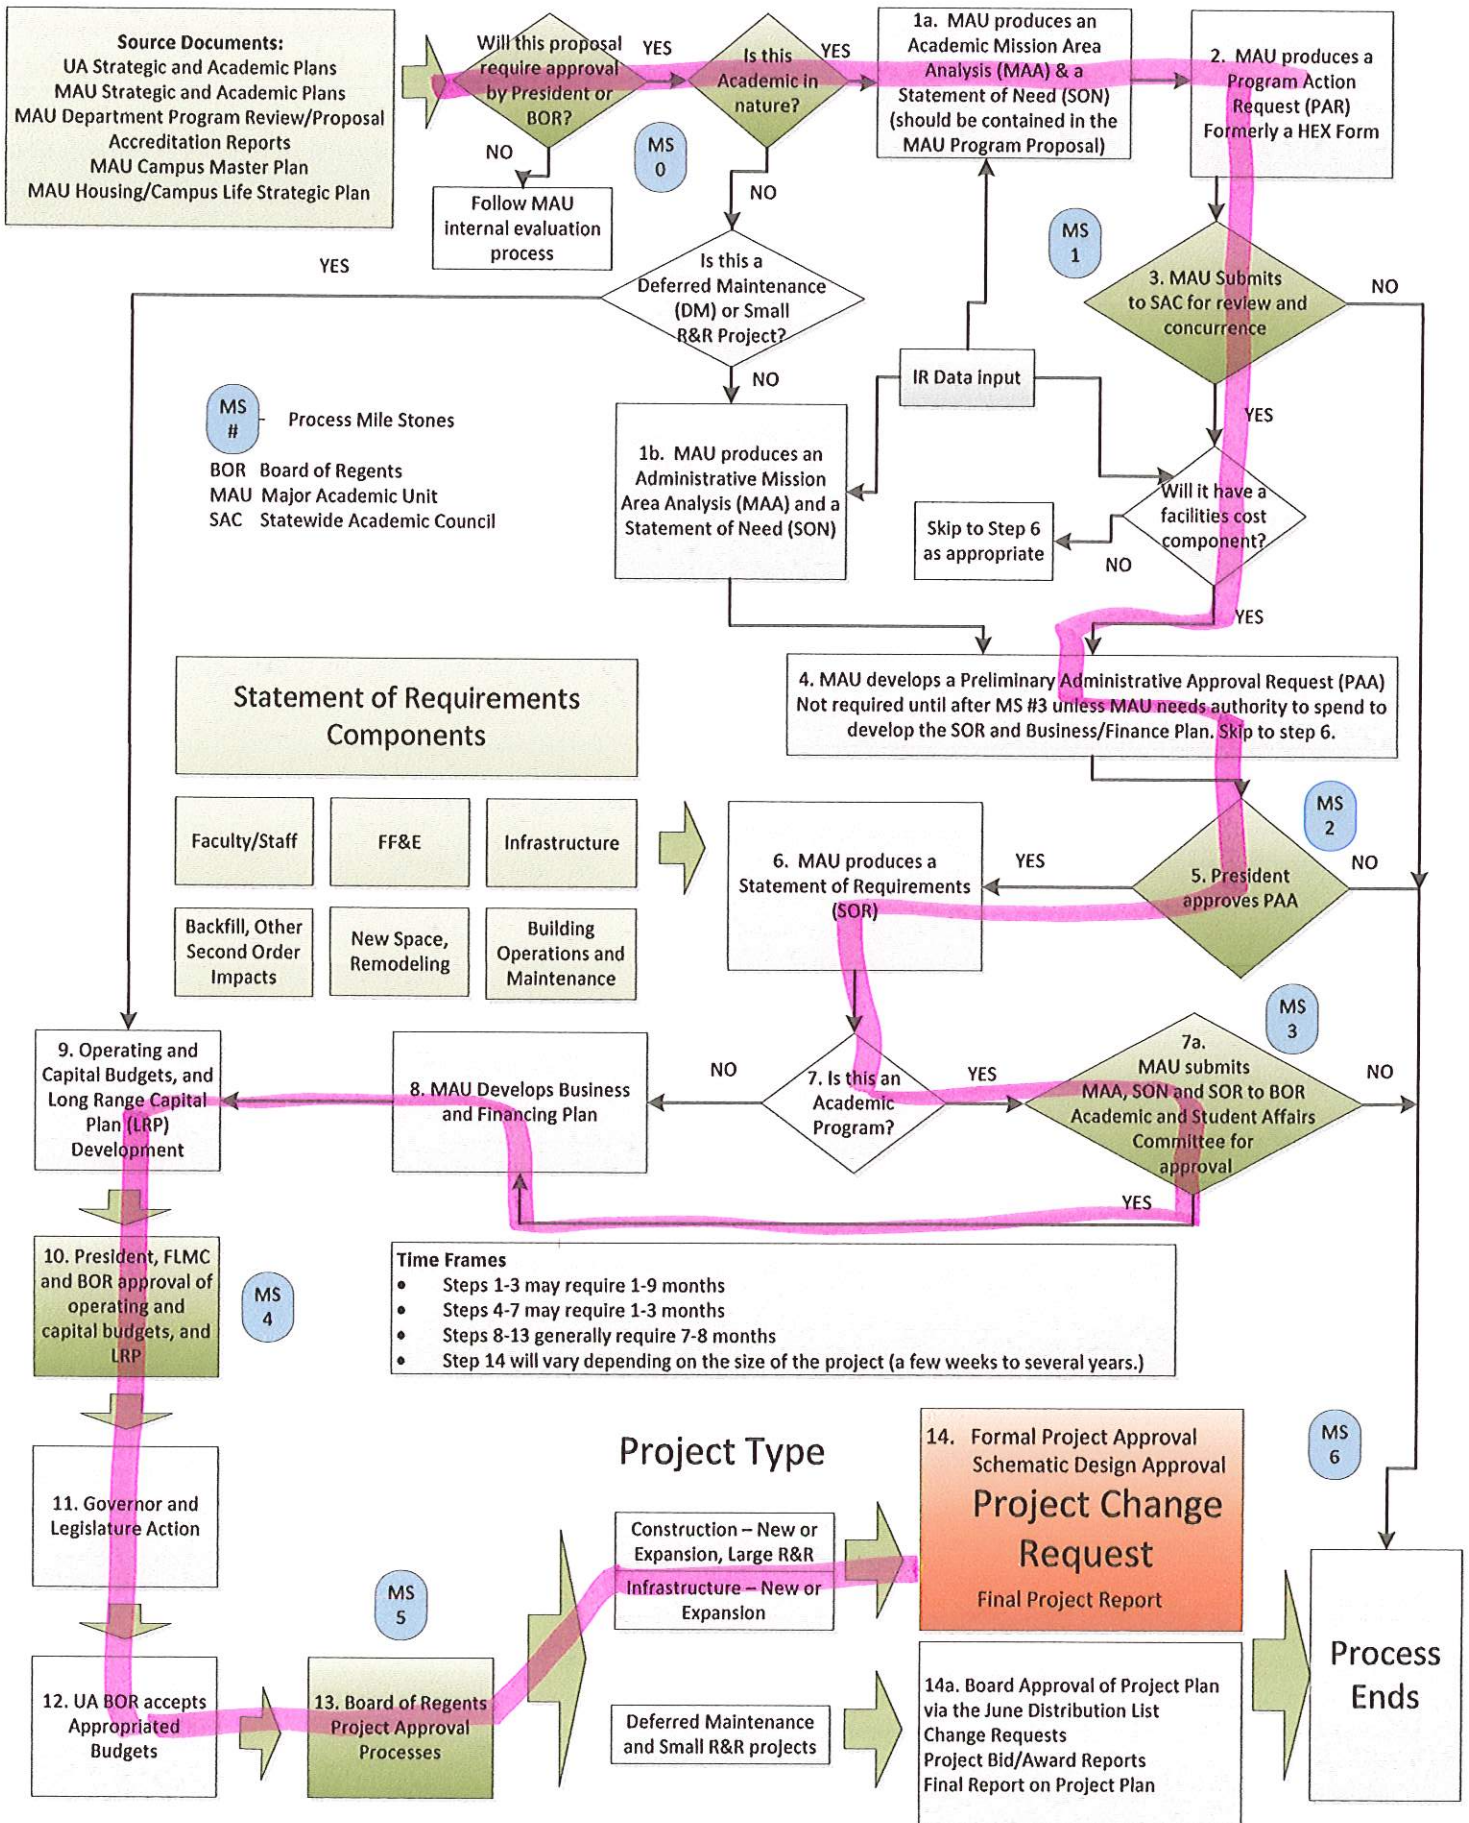 Source Documents:
UA Strategic and Academic Plans
MAU Strategic and Academic Plans
MAU Department Program Review/Proposal
Accreditation Reports
MAU Campus Master Plan
MAU Housing/Campus Life Strategic Plan
Will this proposal
require approval
by President or
BOR?
YES
NO
Follow MAU
internal evaluation
process
MS
0
Is this
Academic in
nature?
YES
NO
1a. MAU produces an
Academic Mission Area
Analysis (MAA) & a
Statement of Need (SON)
(should be contained in the
MAU Program Proposal)
2. MAU produces a
Program Action
Request (PAR)
Formerly a HEX Form
MS
1
3. MAU Submits
to SAC for review and
concurrence
NO
YES
YES
Is this a
Deferred Maintenance
(DM) or Small
R&R Project?
NO
IR Data input
MS
#
Process Mile Stones
BOR Board of Regents
MAU Major Academic Unit
SAC Statewide Academic Council
1b. MAU produces an
Administrative Mission
Area Analysis (MAA) and a
Statement of Need (SON)
Will it have a
facilities cost
component?
Skip to Step 6
as appropriate
NO
YES
4. MAU develops a Preliminary Administrative Approval Request (PAA)
Not required until after MS #3 unless MAU needs authority to spend to
develop the SOR and Business/Finance Plan. Skip to step 6.
Statement of Requirements
Components
Faculty/Staff
FF&E
Infrastructure
Backfill, Other
Second Order
Impacts
New Space,
Remodeling
Building
Operations and
Maintenance
6. MAU produces a
Statement of Requirements
(SOR)
YES
MS
2
5. President
approves PAA
NO
MS
3
9. Operating and
Capital Budgets, and
Long Range Capital
Plan (LRP)
Development
8. MAU Develops Business
and Financing Plan
NO
7. Is this an
Academic
Program?
YES
7a.
MAU submits
MAA, SON and SOR to BOR
Academic and Student Affairs
Committee for
approval
NO
YES
10. President, FLMC
and BOR approval of
operating and
capital budgets, and
LRP
MS
4
Time Frames
• Steps 1-3 may require 1-9 months
• Steps 4-7 may require 1-3 months
• Steps 8-13 generally require 7-8 months
• Step 14 will vary depending on the size of the project (a few weeks to several years.)
11. Governor and
Legislature Action
Project Type
Construction – New or
Expansion, Large R&R
Infrastructure – New or
Expansion
14. Formal Project Approval
Schematic Design Approval
Project Change
Request
Final Project Report
MS
6
MS
5
12. UA BOR accepts
Appropriated
Budgets
13. Board of Regents
Project Approval
Processes
Deferred Maintenance
and Small R&R projects
14a. Board Approval of Project Plan
via the June Distribution List
Change Requests
Project Bid/Award Reports
Final Report on Project Plan
Process
Ends